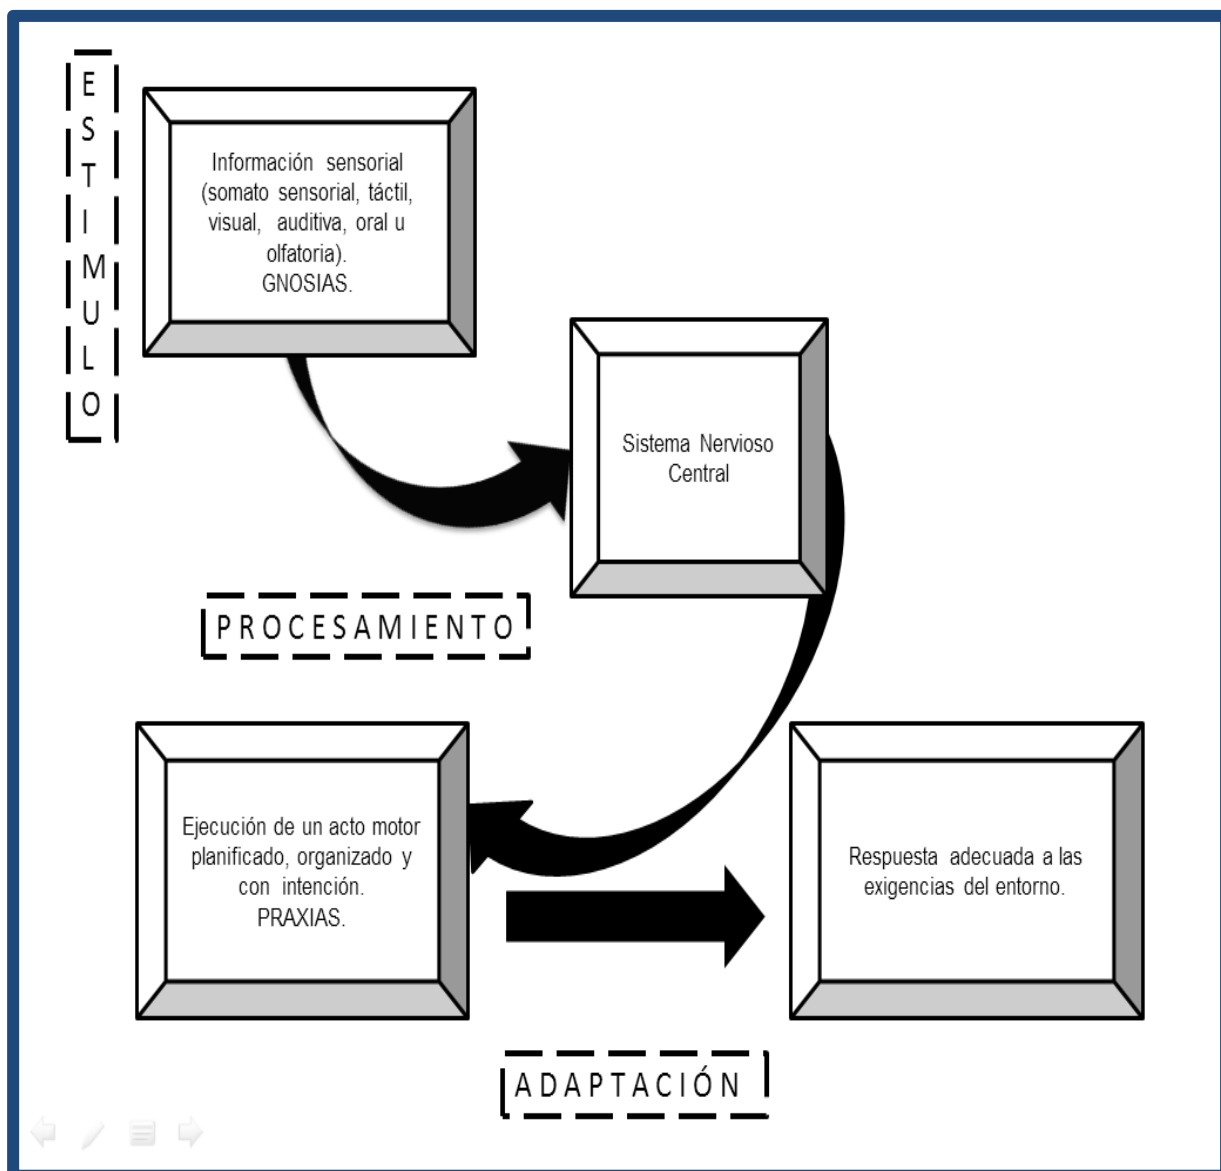 ESTIMULO
Información sensorial
(somato sensorial, táctil,
visual, auditiva, oral u
olfatoria).
GNOSIAS.
Sistema Nervioso
Central
PROCESAMIENTO
Ejecución de un acto motor
planificado, organizado y
con intención.
PRAXIAS.
Respuesta adecuada a las
exigencias del entorno.
ADAPTACIÓN